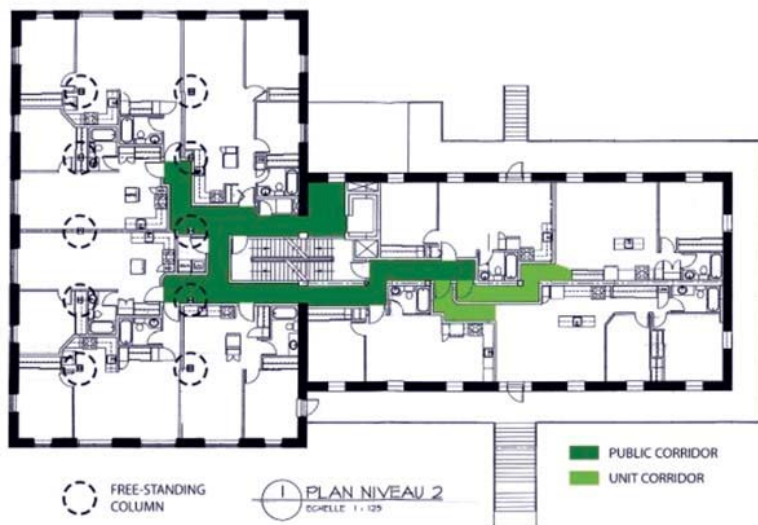 PUBLIC CORRIDOR
UNIT CORRIDOR
FREE-STANDING
COLUMN
1 PLAN NIVEAU 2
ECHELLE 1 : 125